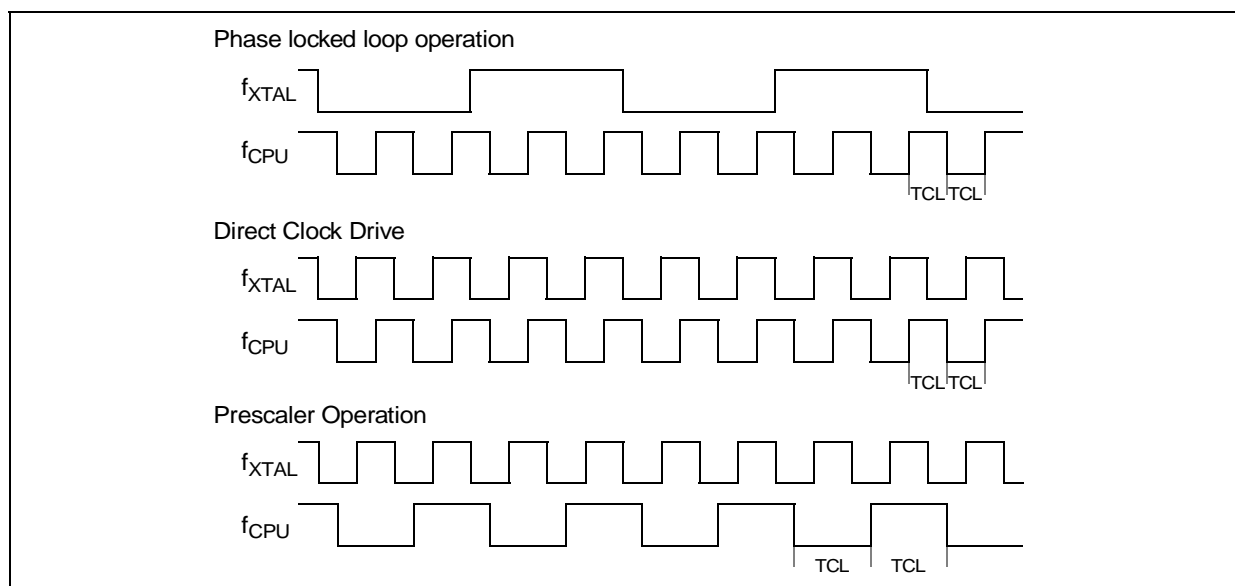 Phase locked loop operation
fXTAL
fCPU
TCL TCL
Direct Clock Drive
fXTAL
fCPU
TCL TCL
Prescaler Operation
fXTAL
fCPU
TCL TCL